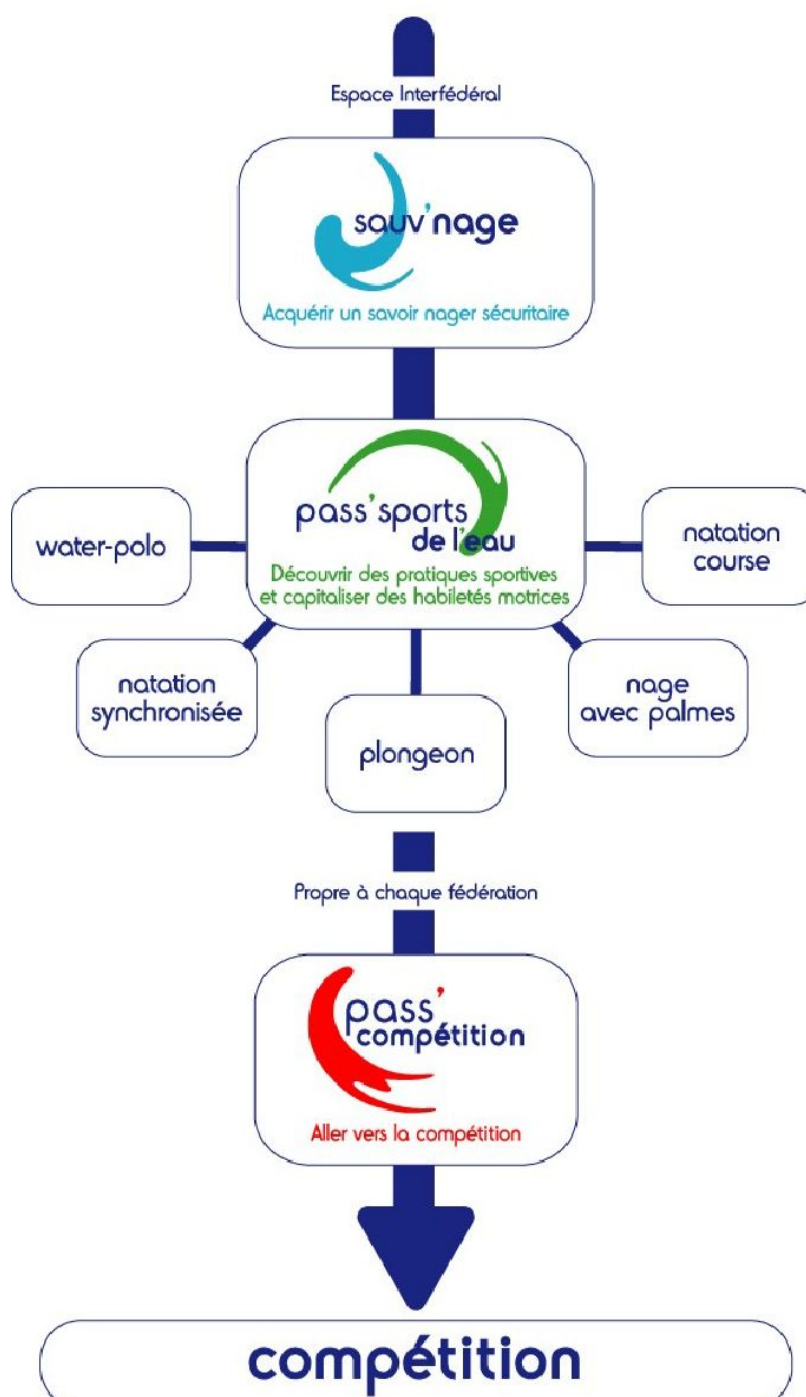 Espace Interfédéral
sauv'nage
Acquérir un savoir nager sécuritaire
pass'sports
de l'eau
Découvrir des pratiques sportives
et capitaliser des habiletés motrices
water-polo
natation
course
natation
synchronisée
nage
avec palmes
plongeon
Propre à chaque fédération
pass'
compétition
Aller vers la compétition
compétition